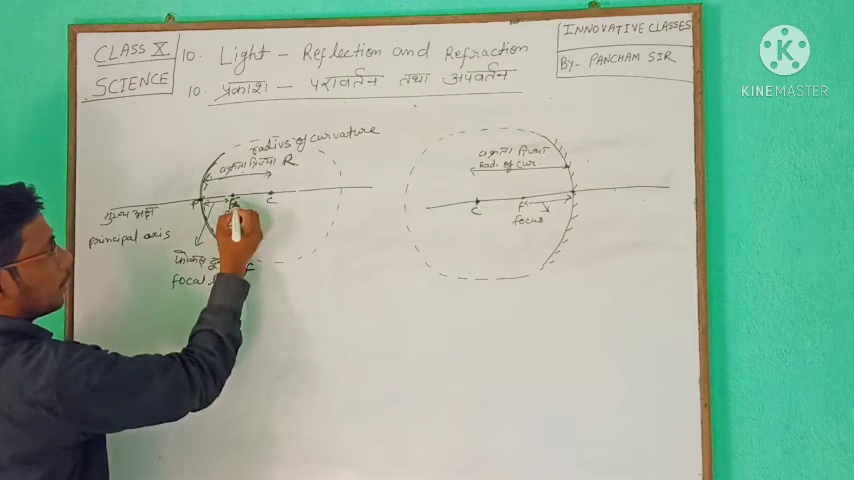 CLASS X
SCIENCE
10. Light - Reflection and Refraction
10. प्रकाश - परावर्तन तथा अपवर्तन
INNOVATIVE CLASSES
BY- PANCHAM SIR
K
KINEMASTER
radius of curvature
वक्रता त्रिज्या R
P
C
मुख्य अक्ष
principal axis
फोकस
focal
f
वक्रता त्रिज्या
Rad. of cur.
C
F
focus